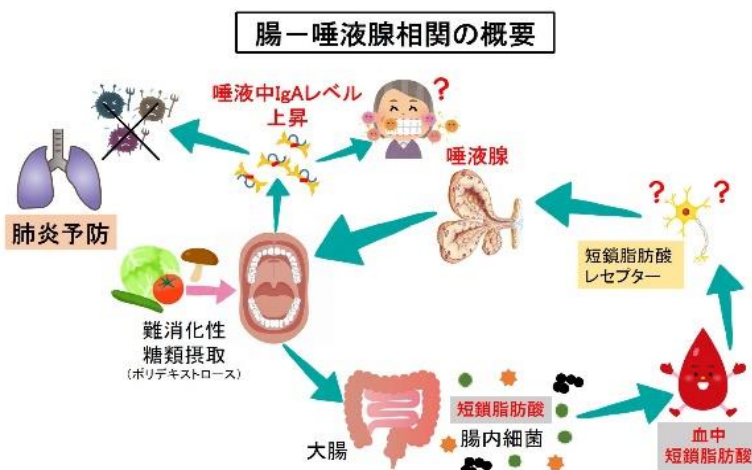 腸－唾液腺相関の概要
唾液中IgAレベル
上昇
?
唾液腺
? ?
肺炎予防
短鎖脂肪酸
レセプター
難消化性
糖類摂取
(ポリデキストロース)
大腸
短鎖脂肪酸
腸内細菌
血中
短鎖脂肪酸